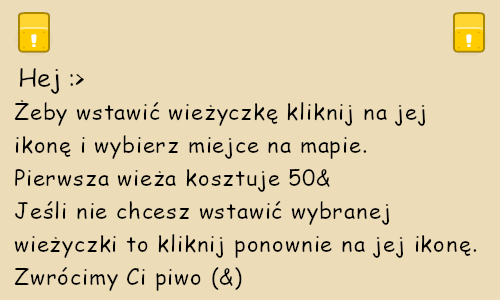 Hej :>
Żeby wstawić wieżyczkę kliknij na jej
ikonę i wybierz miejce na mapie.
Pierwsza wieża kosztuje 50&
Jeśli nie chcesz wstawić wybranej
wieżyczki to kliknij ponownie na jej ikonę.
Zwrócimy Ci piwo (&)